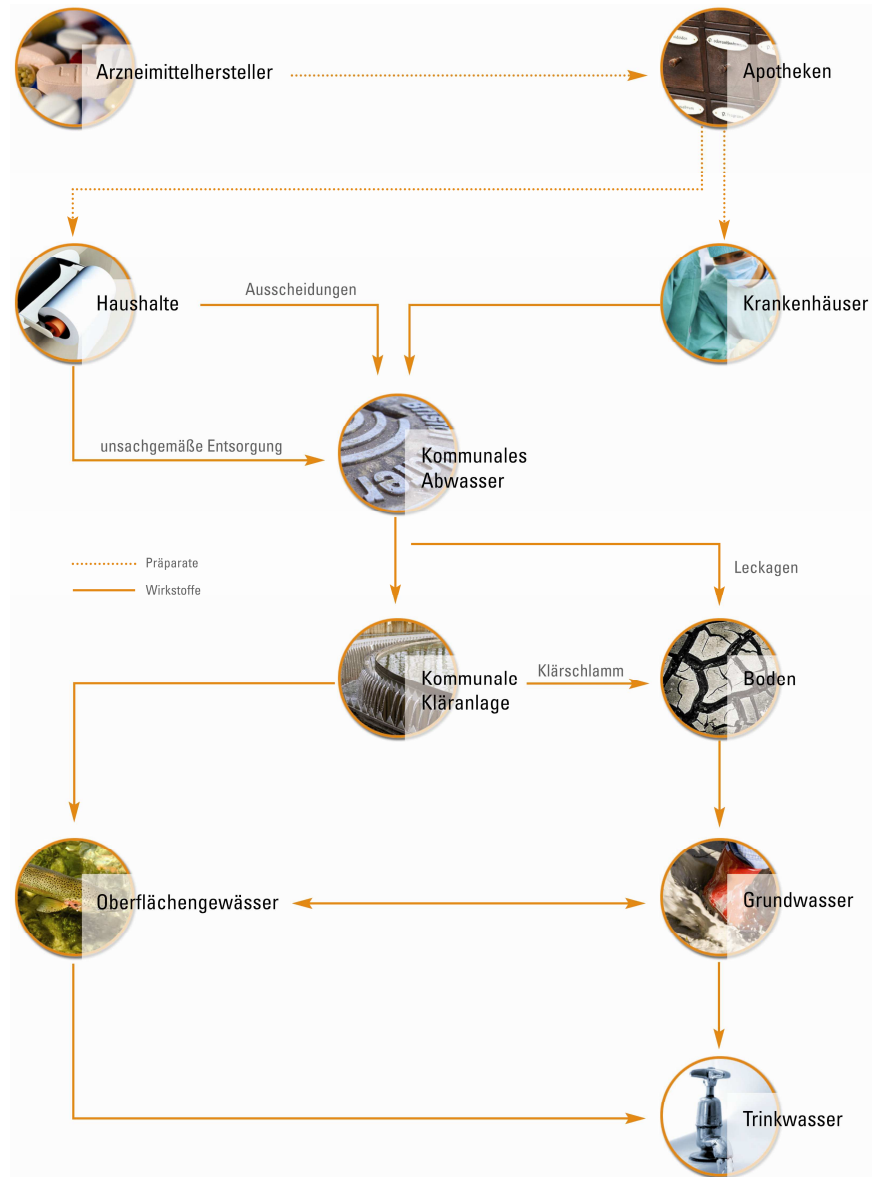 Arzneimittelhersteller
Apotheken
Haushalte
Ausscheidungen
Krankenhäuser
unsachgemäße Entsorgung
Kommunales
Abwasser
Präparate
Wirkstoffe
Leckagen
Kommunale
Kläranlage
Klärschlamm
Boden
Oberflächengewässer
Grundwasser
Trinkwasser